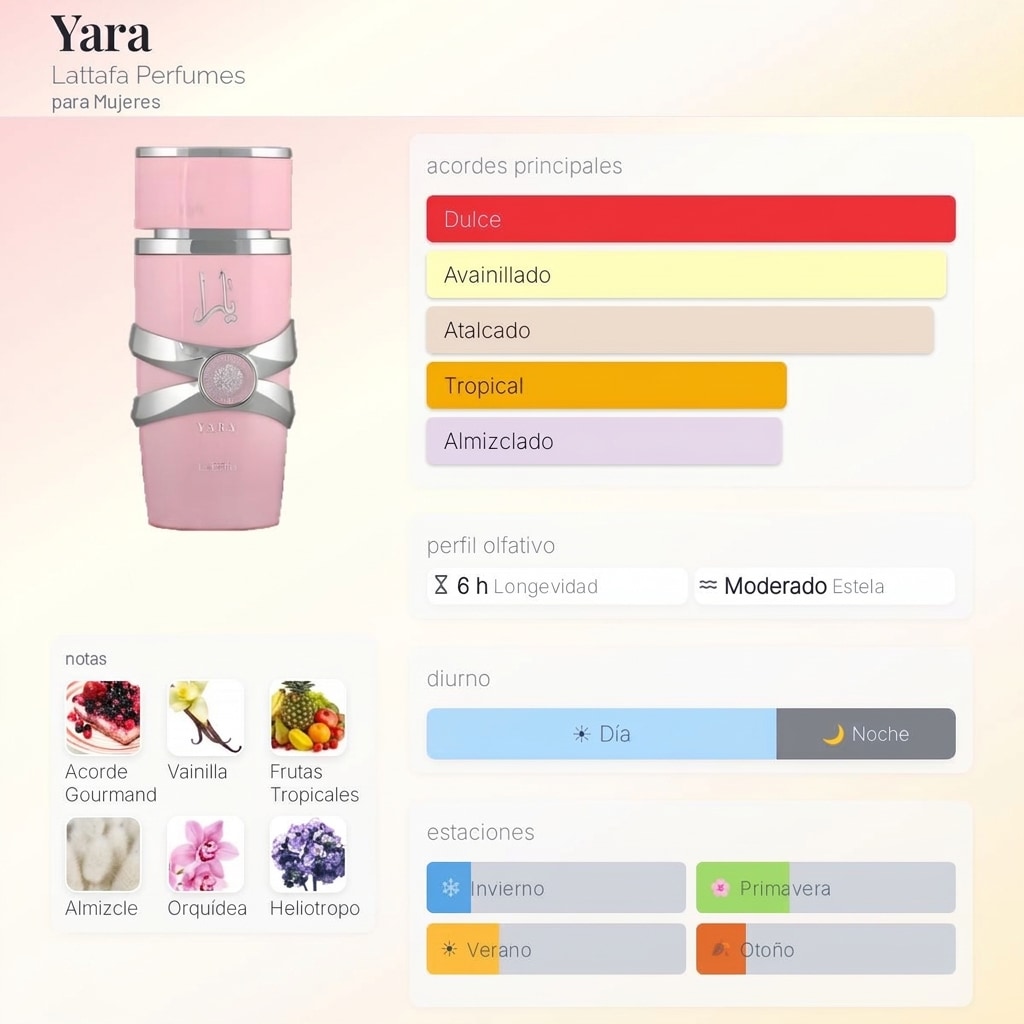 Yara
Lattafa Perfumes
para Mujeres
يارا
YARA
acordes principales
Dulce
Avainillado
Atalcado
Tropical
Almizclado
perfil olfativo
6 h Longevidad
Moderado Estela
notas
Acorde
Gourmand
Vainilla
Frutas
Tropicales
Almizcle
Orquídea
Heliotropo
diurno
Día
Noche
estaciones
Invierno
Primavera
Verano
Otoño